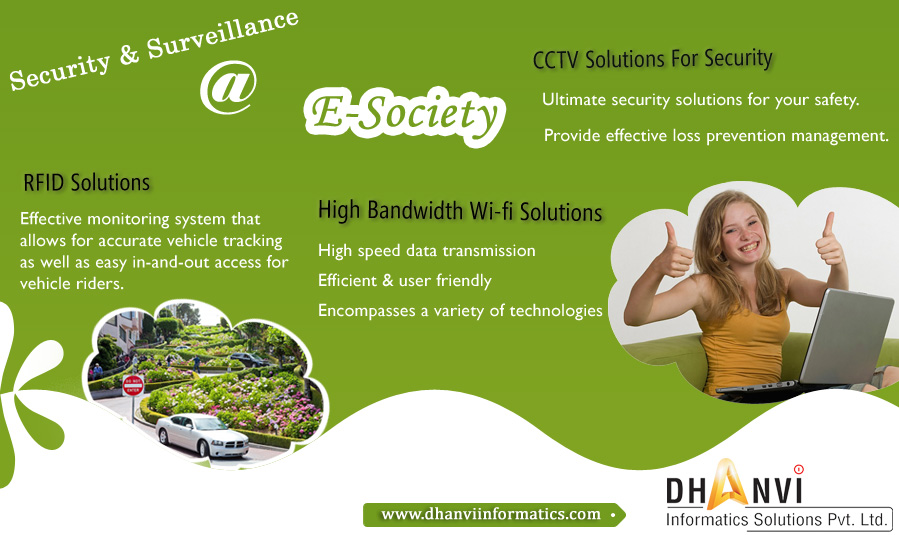 Security & Surveillance
@
E-Society
CCTV Solutions For Security
Ultimate security solutions for your safety.
Provide effective loss prevention management.
RFID Solutions
Effective monitoring system that
allows for accurate vehicle tracking
as well as easy in-and-out access for
vehicle riders.
High Bandwidth Wi-fi Solutions
High speed data transmission
Efficient & user friendly
Encompasses a variety of technologies
DO NOT
ENTER
www.dhanviinformatics.com
DHANVI
Informatics Solutions Pvt. Ltd.